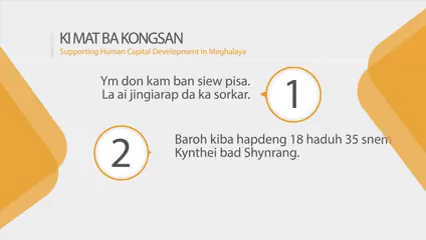 KI MAT BA KONGSAN
Supporting Human Capital Development in Meghalaya
Ym don kam ban siew pisa.
La ai jingiarap da ka sorkar.
1
2
Baroh kiba hapdeng 18 haduh 35 snem
Kynthei bad Shynrang.